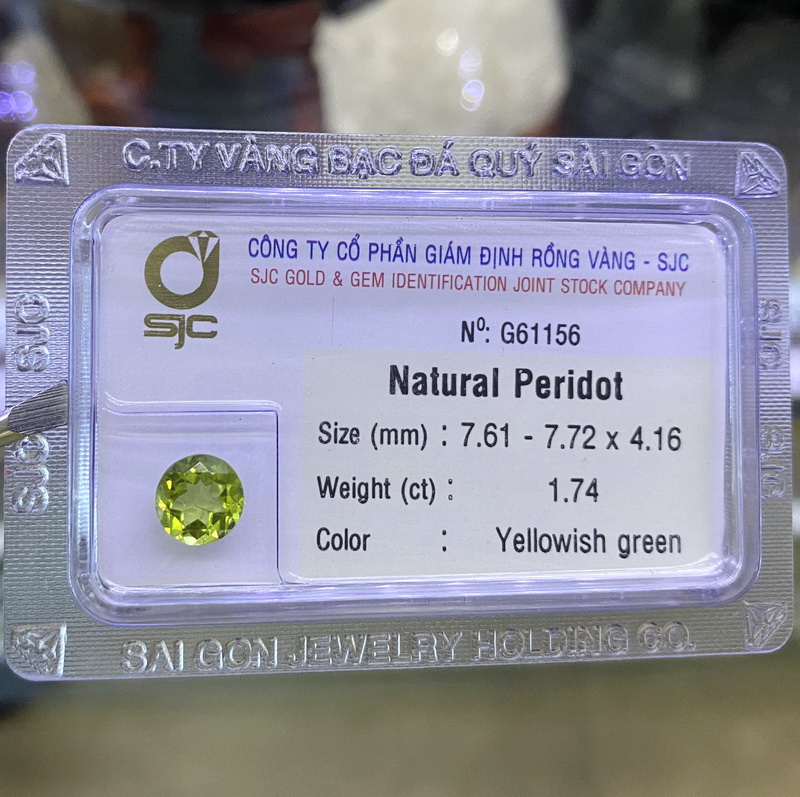 C.TY VÀNG BẠC ĐÁ QUÝ SÀI GÒN
SJC
CÔNG TY CỔ PHẦN GIÁM ĐỊNH RỒNG VÀNG - SJC
SJC GOLD & GEM IDENTIFICATION JOINT STOCK COMPANY
Nº: G61156
Natural Peridot
Size (mm) : 7.61 - 7.72 x 4.16
Weight (ct) : 1.74
Color : Yellowish green
SJC
SJC
SJC
SJC
SAI GON JEWELRY HOLDING CO.